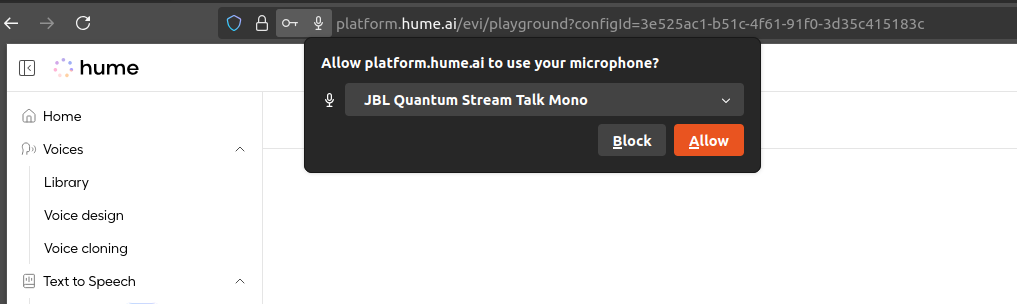 platform.hume.ai/evi/playground?configId=3e525ac1-b51c-4f61-91f0-3d35c415183c
Allow platform.hume.ai to use your microphone?
JBL Quantum Stream Talk Mono
Block
Allow
hume
Home
Voices
Library
Voice design
Voice cloning
Text to Speech